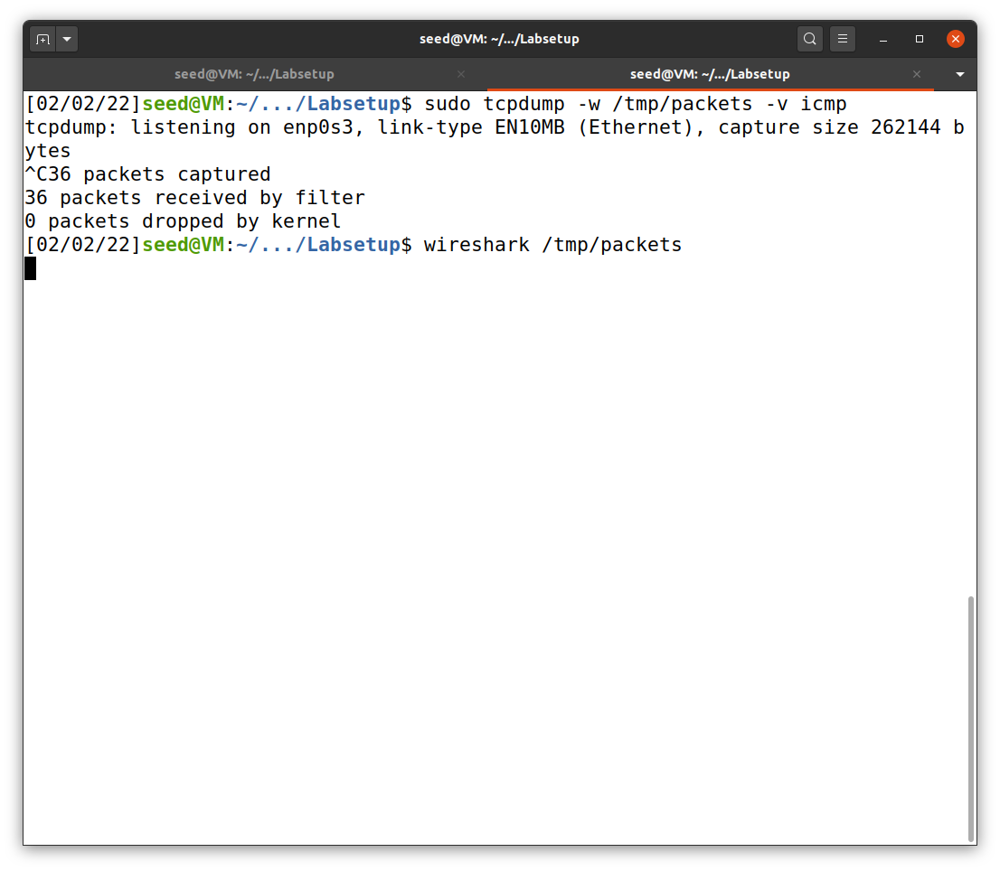 seed@VM: ~/.../Labsetup
seed@VM: ~/.../Labsetup
seed@VM: ~/.../Labsetup
[02/02/22]seed@VM:~/.../Labsetup$ sudo tcpdump -w /tmp/packets -v icmp
tcpdump: listening on enp0s3, link-type EN10MB (Ethernet), capture size 262144 b
ytes
^C36 packets captured
36 packets received by filter
0 packets dropped by kernel
[02/02/22]seed@VM:~/.../Labsetup$ wireshark /tmp/packets